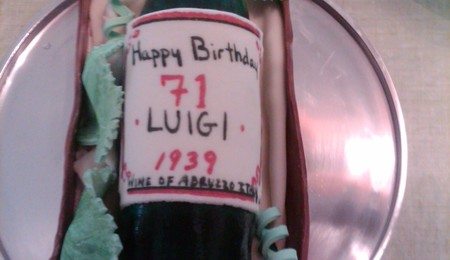 Happy Birthday
71
• LUIGI •
1939
WINE OF ABRUZZO ITALY